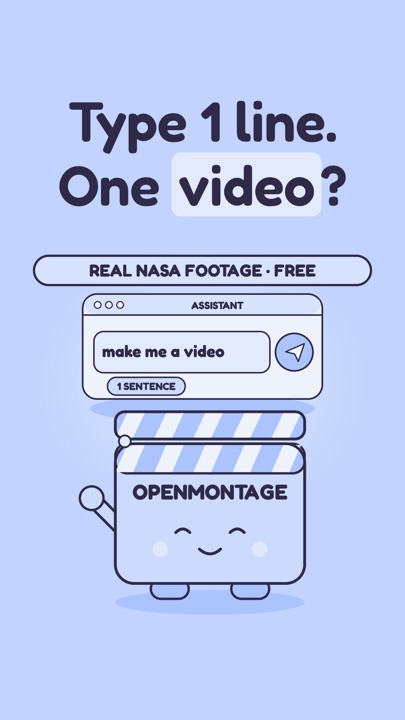 Type 1 line.
One video?
REAL NASA FOOTAGE · FREE
ASSISTANT
make me a video
1 SENTENCE
OPENMONTAGE